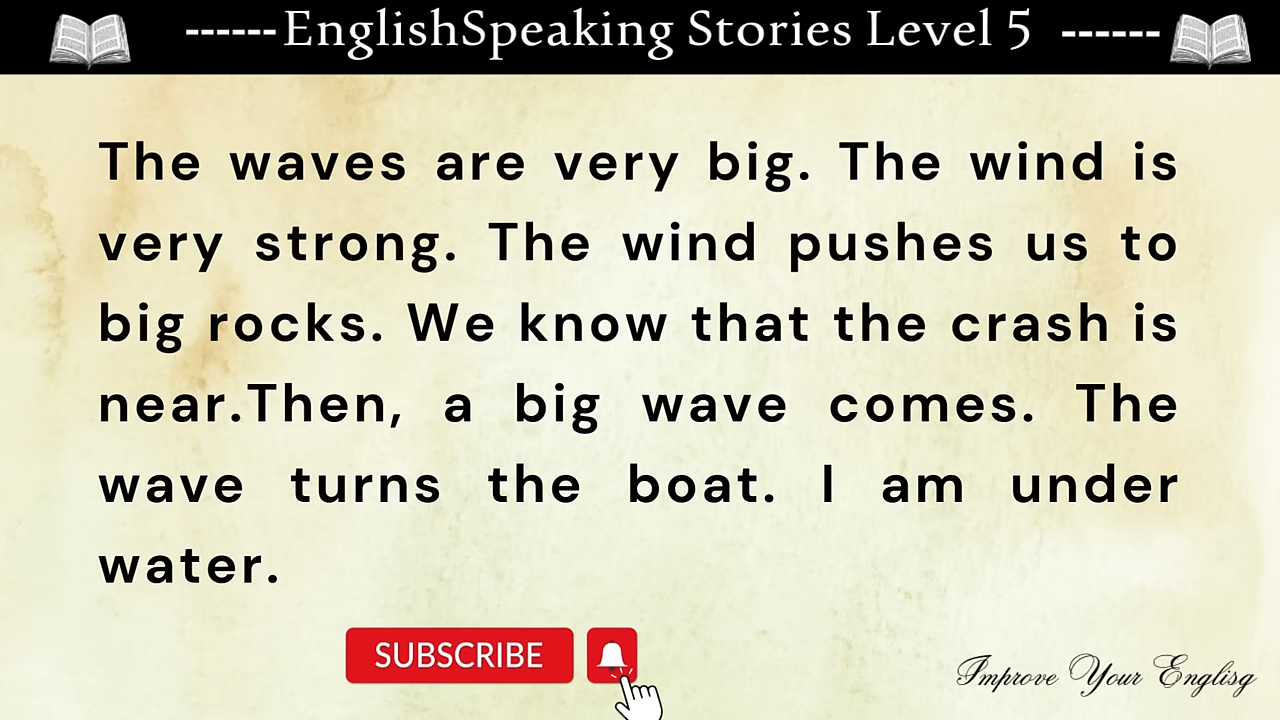 ------EnglishSpeaking Stories Level 5 ------
The waves are very big. The wind is
very strong. The wind pushes us to
big rocks. We know that the crash is
near.Then, a big wave comes. The
wave turns the boat. I am under
water.
SUBSCRIBE
Improve Your Englisg